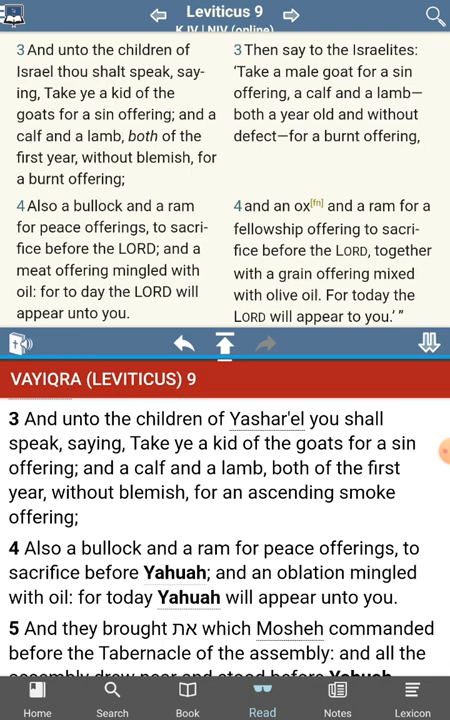 Leviticus 9
KJV | NIV (online)
3 And unto the children of
Israel thou shalt speak, say-
ing, Take ye a kid of the
goats for a sin offering; and a
calf and a lamb, both of the
first year, without blemish, for
a burnt offering;
4 Also a bullock and a ram
for peace offerings, to sacri-
fice before the LORD; and a
meat offering mingled with
oil: for to day the LORD will
appear unto you.
3 Then say to the Israelites:
‘Take a male goat for a sin
offering, a calf and a lamb—
both a year old and without
defect—for a burnt offering,
4 and an ox[fn] and a ram for a
fellowship offering to sacri-
fice before the LORD, together
with a grain offering mixed
with olive oil. For today the
LORD will appear to you.’ ”
VAYIQRA (LEVITICUS) 9
3 And unto the children of Yashar'el you shall
speak, saying, Take ye a kid of the goats for a sin
offering; and a calf and a lamb, both of the first
year, without blemish, for an ascending smoke
offering;
4 Also a bullock and a ram for peace offerings, to
sacrifice before Yahuah; and an oblation mingled
with oil: for today Yahuah will appear unto you.
5 And they brought את which Mosheh commanded
before the Tabernacle of the assembly: and all the
assembly drew near and stood before Yahuah
Home
Search
Book
Read
Notes
Lexicon